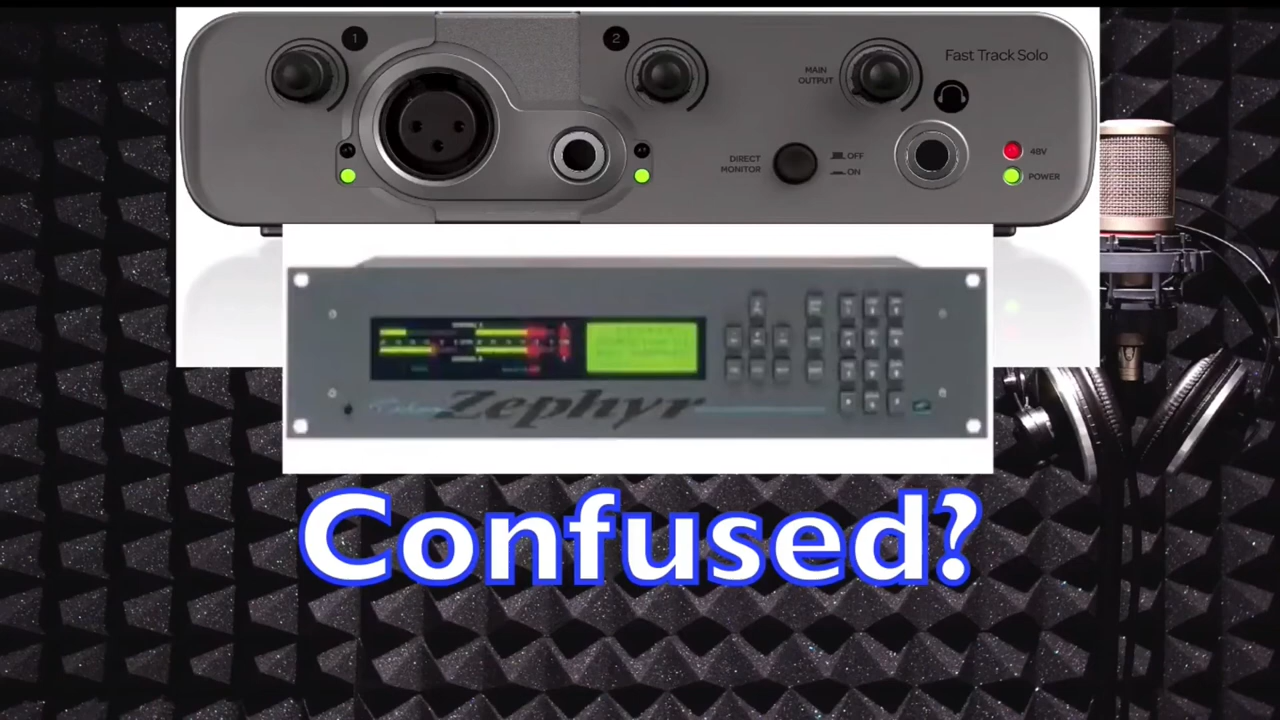 1
2
Fast Track Solo
MAIN
OUTPUT
DIRECT
MONITOR
OFF
ON
48V
POWER
Zephyr
Confused?